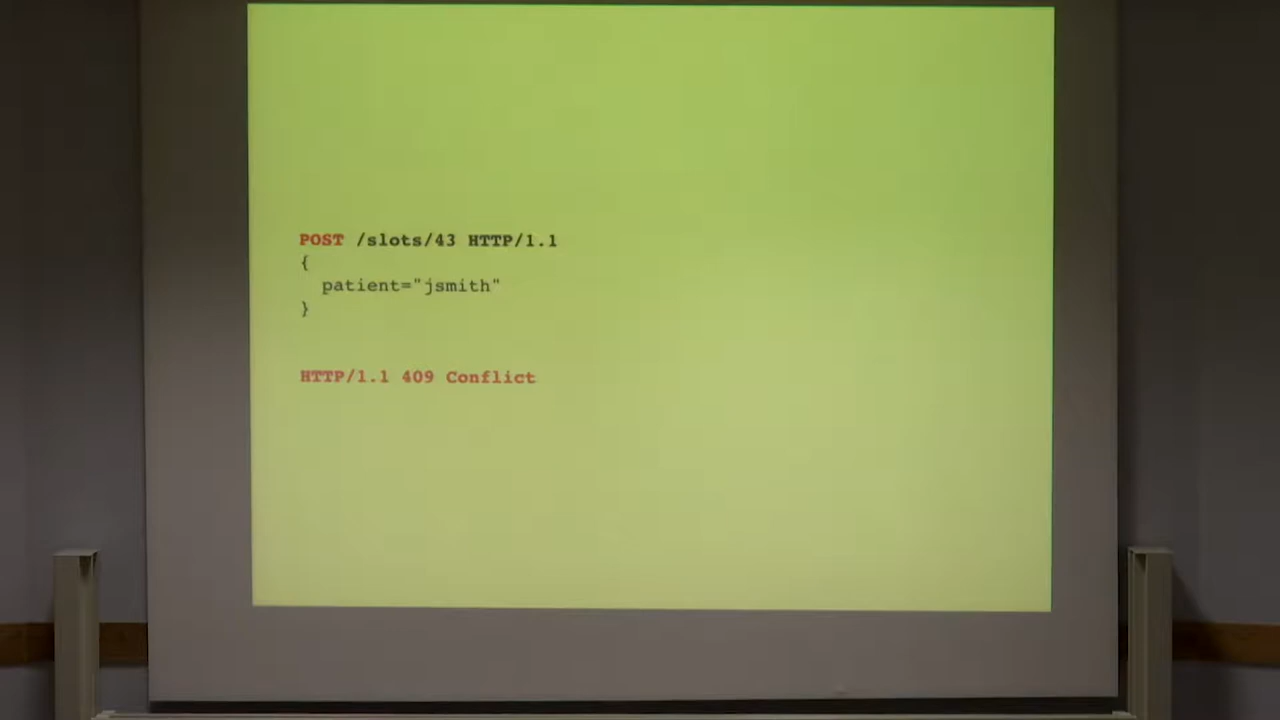 POST /slots/43 HTTP/1.1
{
patient="jsmith"
}
HTTP/1.1 409 Conflict